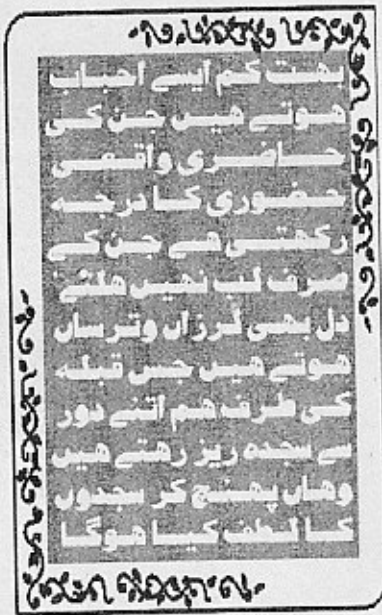 بہت کم ایسے احباب
ہوتے ہیں جن کی
حاضری واقعی
حضوری کا درجہ
رکھتی ہے جن کے
صرف لب نہیں ہلتے
دل بھی لرزاں وترساں
ہوتے ہیں جس قبلہ
کی طرف ہم اتنے دور
سے سجدہ ریز رہتے ہیں
وہاں پہنچ کر سجدوں
کا لطف کیسا ہوگا